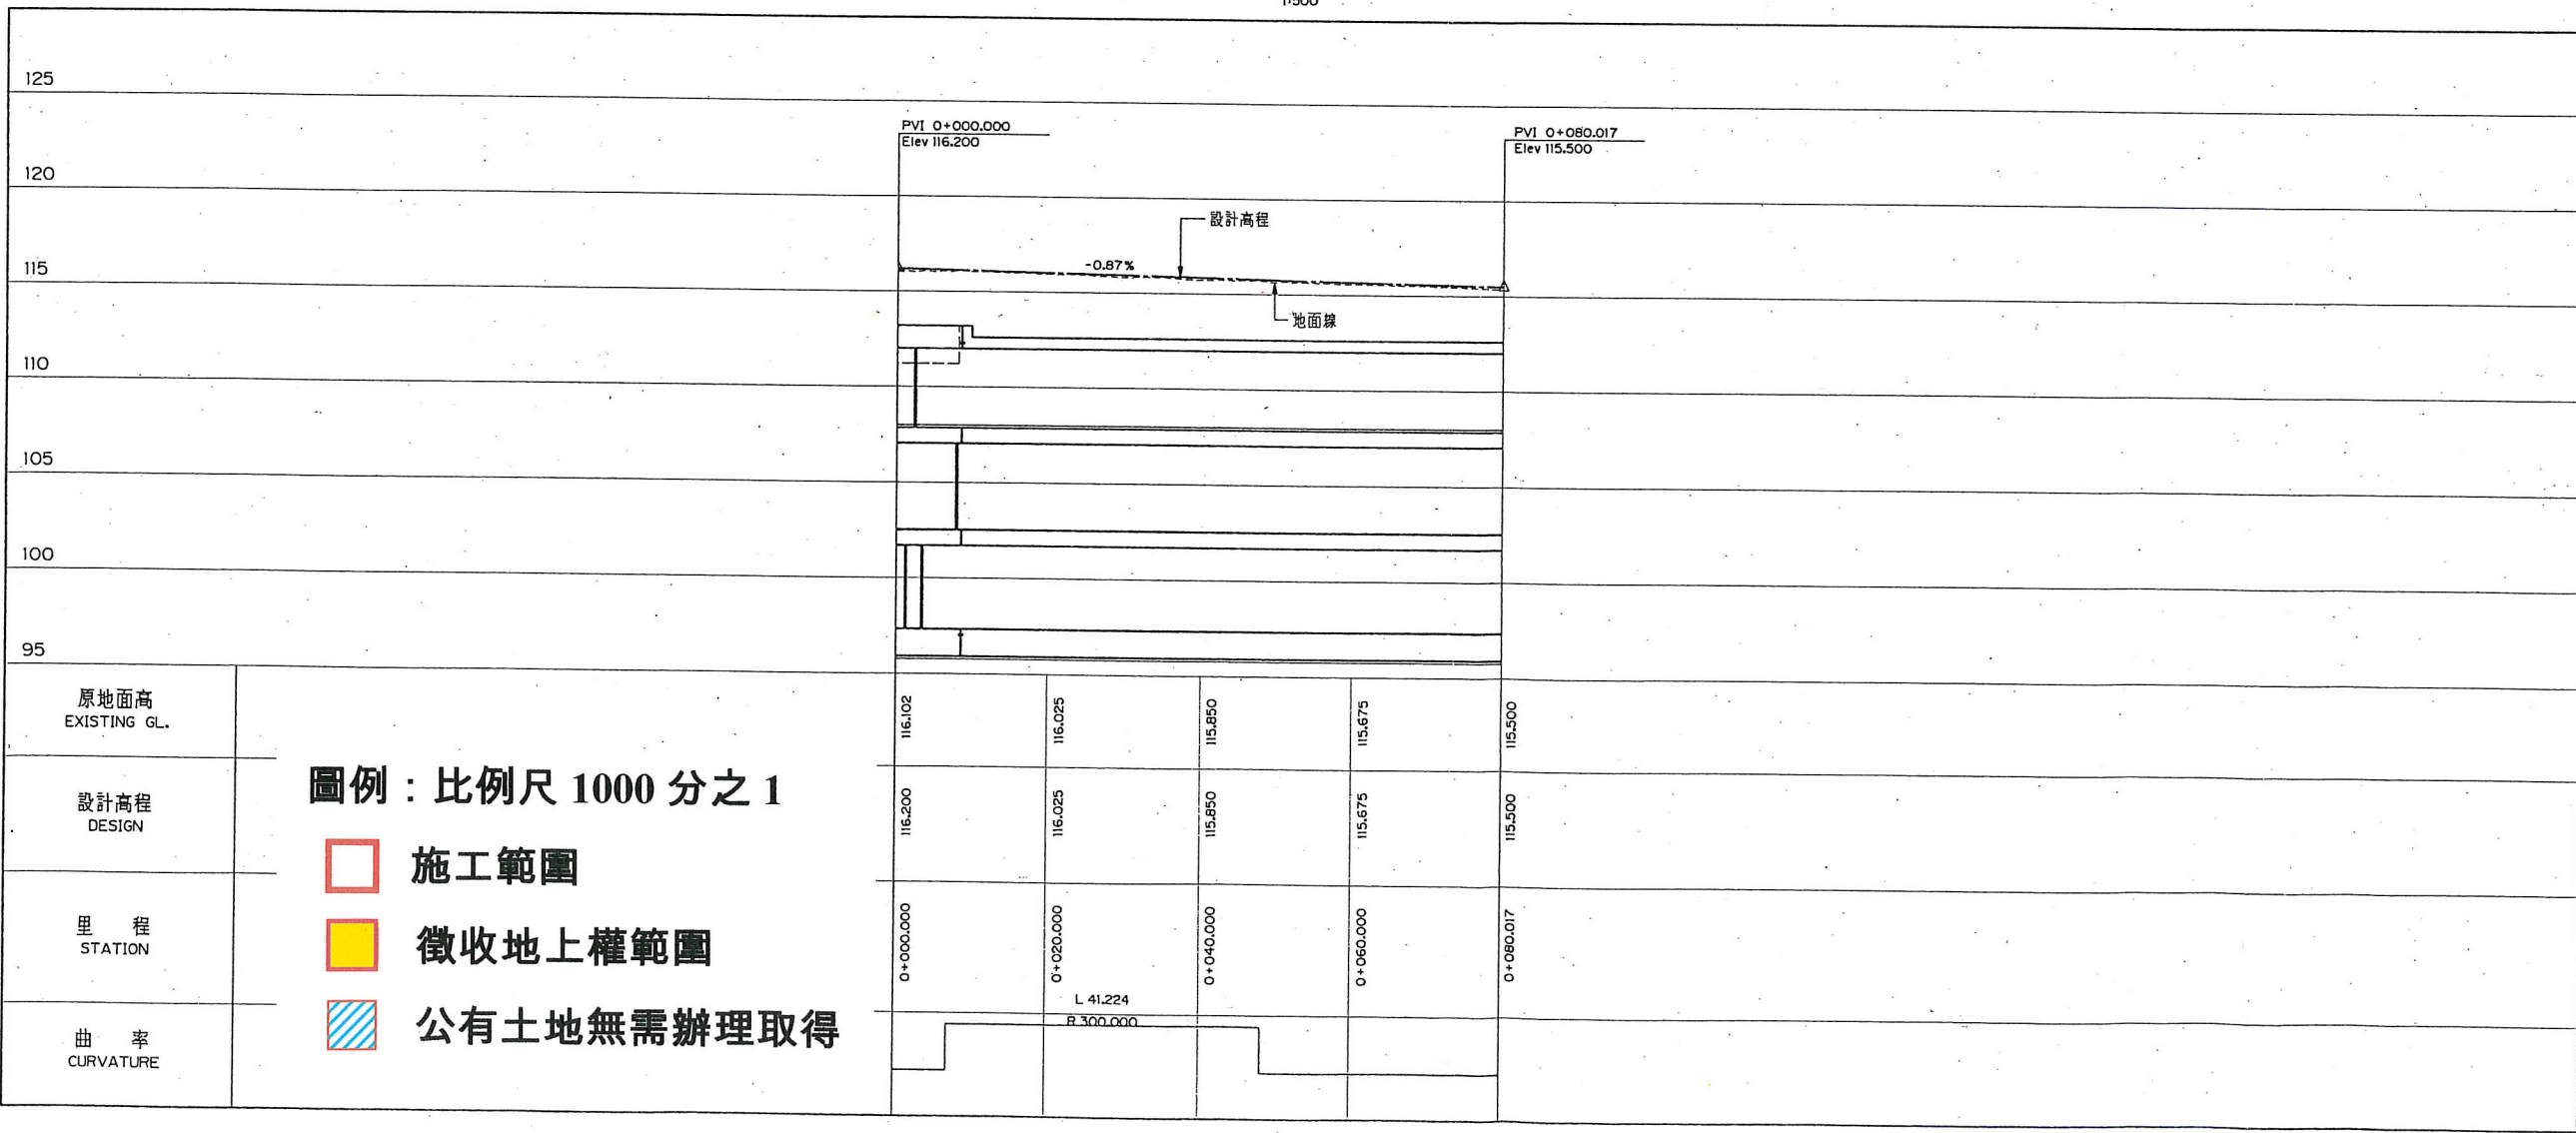 1:500
125
PVI 0+000.000
Elev 116.200
PVI 0+080.017
Elev 115.500
120
設計高程
115
-0.87%
地面線
110
105
100
95
原地面高
EXISTING GL.
116.102
116.025
115.850
115.675
115.500
設計高程
DESIGN
116.200
116.025
115.850
115.675
115.500
里 程
STATION
0+000.000
0+020.000
0+040.000
0+060.000
0+080.017
曲 率
CURVATURE
L 41.224
R 300.000
圖例：比例尺 1000 分之 1
施工範圍
徵收地上權範圍
公有土地無需辦理取得